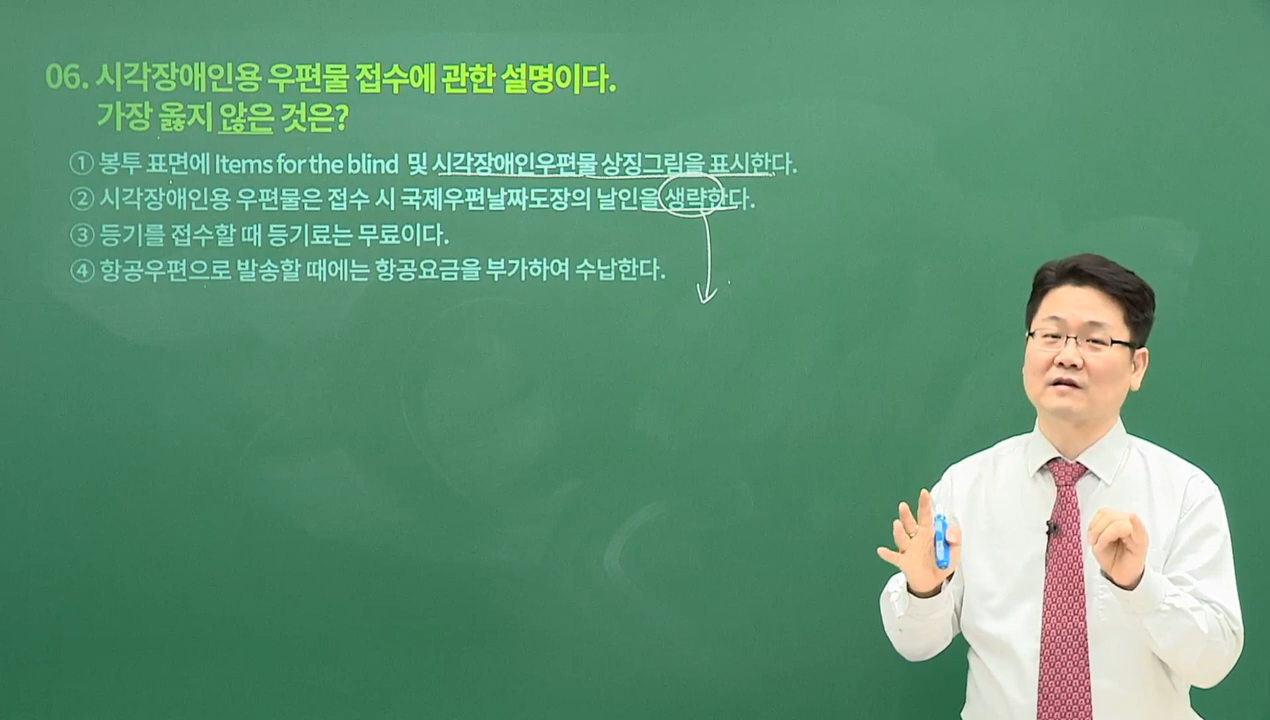 06. 시각장애인용 우편물 접수에 관한 설명이다.
가장 옳지 않은 것은?
① 봉투 표면에 Items for the blind 및 시각장애인우편물 상징그림을 표시한다.
② 시각장애인용 우편물은 접수 시 국제우편날짜도장의 날인을 생략한다.
③ 등기를 접수할 때 등기료는 무료이다.
④ 항공우편으로 발송할 때에는 항공요금을 부가하여 수납한다.